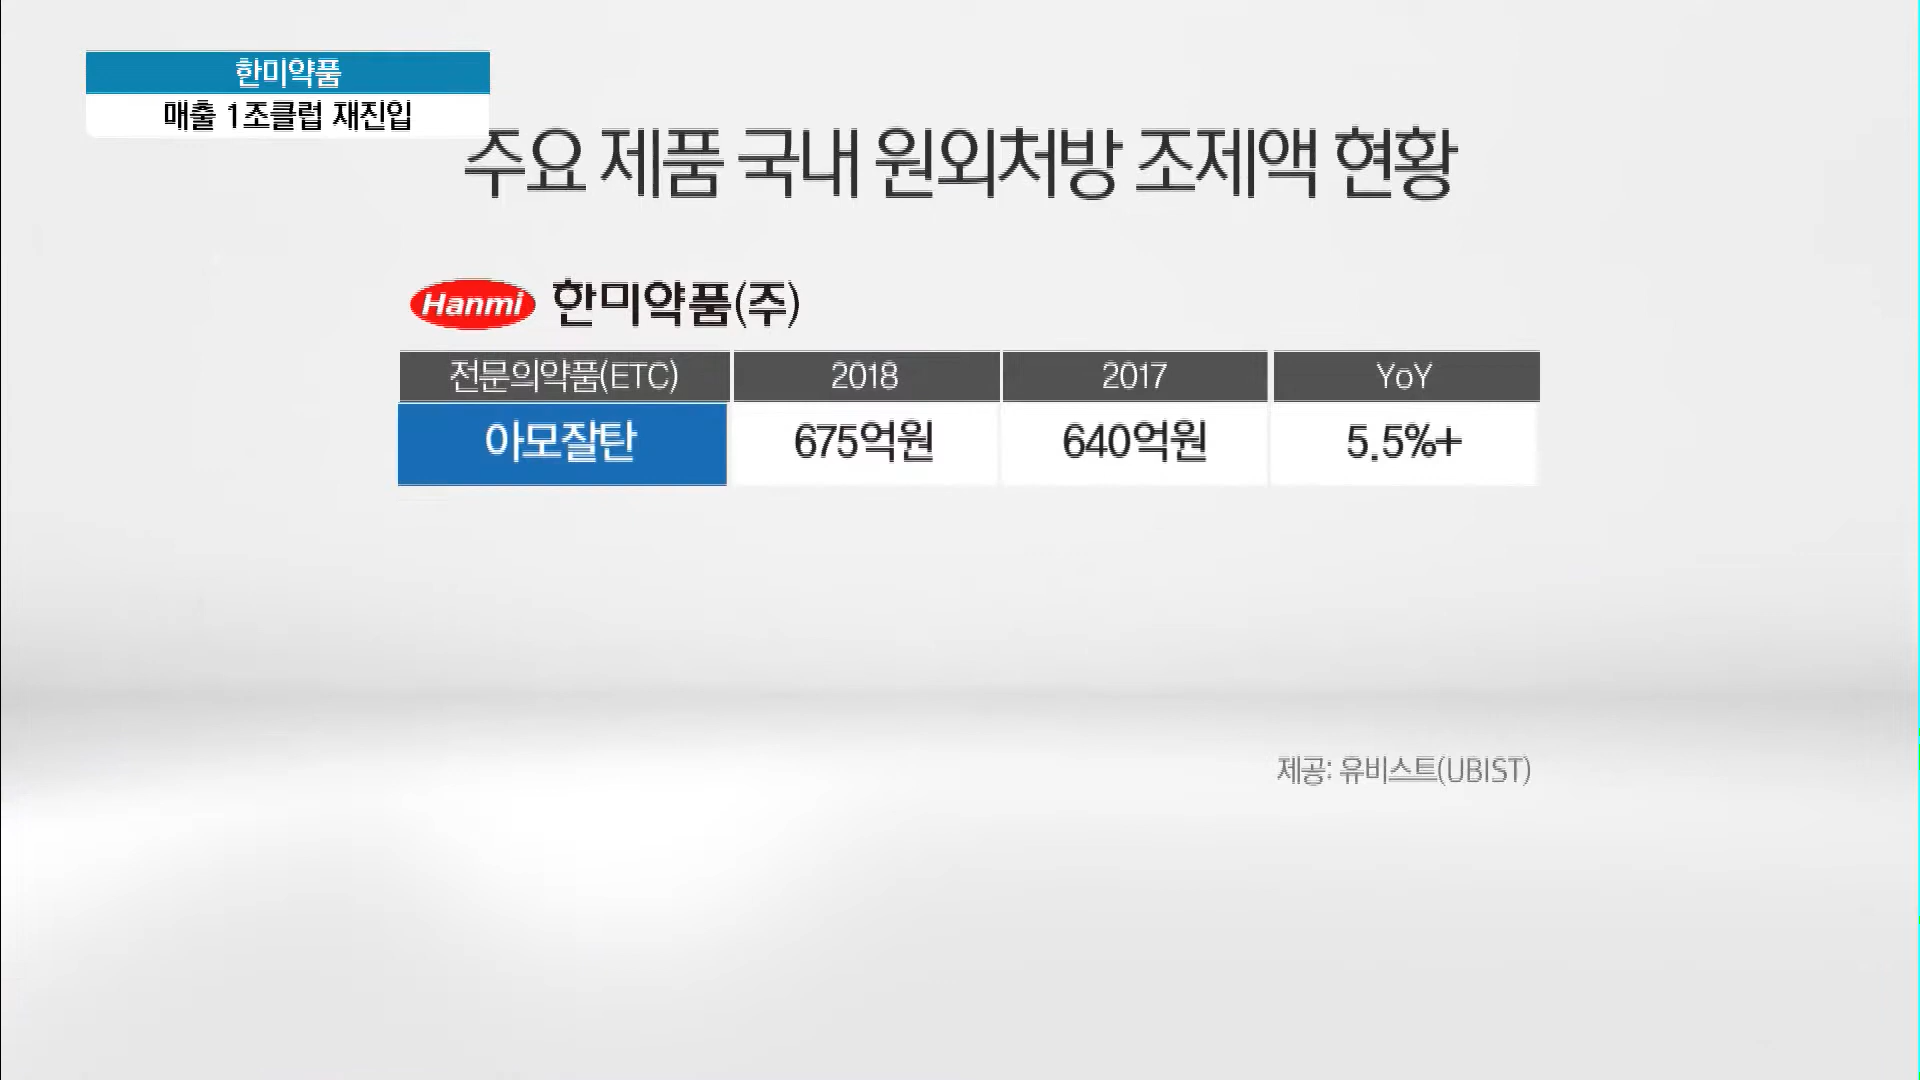 한미약품
매출 1조클럽 재진입
주요 제품 국내 원외처방 조제액 현황
Hanmi 한미약품(주)
전문의약품(ETC) 2018 2017 YoY
아모잘탄 675억원 640억원 5.5%+
제공: 유비스트(UBIST)